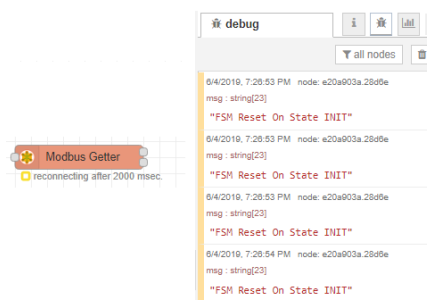 debug
i
all nodes
6/4/2019, 7:26:53 PM node: e20a903a.28d6e
msg : string[23]
"FSM Reset On State INIT"
6/4/2019, 7:26:53 PM node: e20a903a.28d6e
msg : string[23]
"FSM Reset On State INIT"
6/4/2019, 7:26:53 PM node: e20a903a.28d6e
msg : string[23]
"FSM Reset On State INIT"
6/4/2019, 7:26:54 PM node: e20a903a.28d6e
msg : string[23]
"FSM Reset On State INIT"
Modbus Getter
reconnecting after 2000 msec.